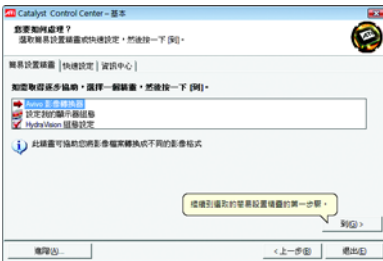 Catalyst Control Center – 基本
您要如何處理？
選取簡易設置精靈或快速設定，然後按一下 [到]。
簡易設置精靈
快速設定
資訊中心
如您取得逐步協助，選擇一個精靈，然後按一下 [到]。
Avivo 影像轉換器
設定我的顯示器組態
HydraVision 組態設定
此精靈可協助您將影像檔案轉換成不同的影像格式
繼續到選取的簡易設置精靈的第一步驟。
到(G)>
進階(A)...
<上一步(B)
退出(E)